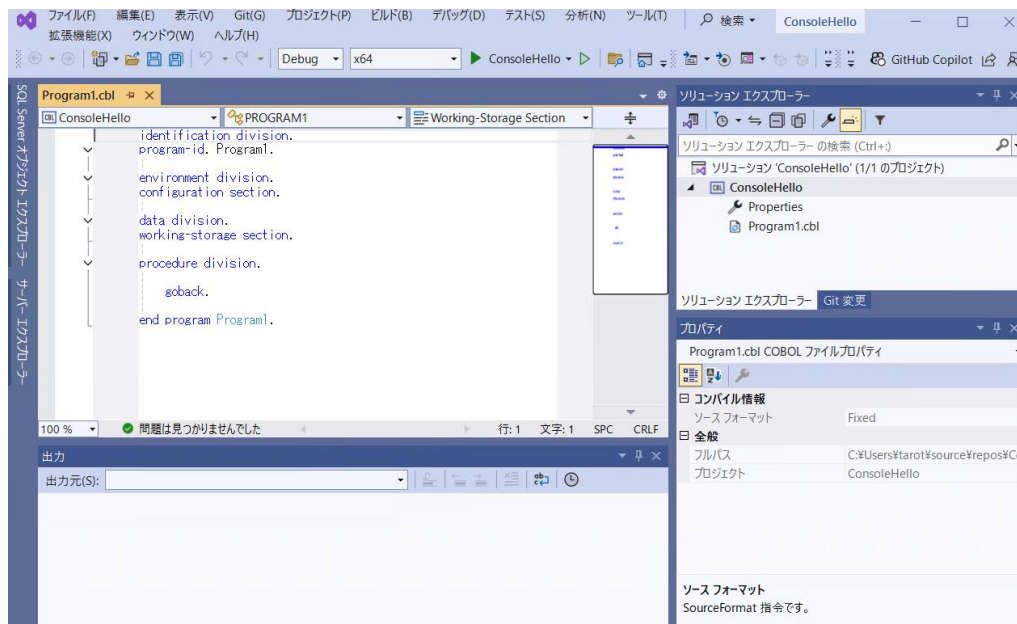 ファイル(F) 編集(E) 表示(V) Git(G) プロジェクト(P) ビルド(B) デバッグ(D) テスト(S) 分析(N) ツール(T) 検索 ConsoleHello
拡張機能(X) ウィンドウ(W) ヘルプ(H)
Debug x64 ConsoleHello GitHub Copilot
SQL Server オブジェクト エクスプローラー
サーバー エクスプローラー
Program1.cbl
ConsoleHello PROGRAM1 Working-Storage Section
identification division.
program-id. Program1.
environment division.
configuration section.
data division.
working-storage section.
procedure division.
goback.
end program Program1.
100 % 問題は見つかりませんでした 行: 1 文字: 1 SPC CRLF
出力
出力元(S):
ソリューション エクスプローラー
ソリューション エクスプローラー の検索 (Ctrl+:)
ソリューション 'ConsoleHello' (1/1 のプロジェクト)
ConsoleHello
Properties
Program1.cbl
ソリューション エクスプローラー Git 変更
プロパティ
Program1.cbl COBOL ファイルプロパティ
コンパイル情報
ソース フォーマット Fixed
全般
フルパス C:¥Users¥tarot¥source¥repos¥C
プロジェクト ConsoleHello
ソース フォーマット
SourceFormat 指令です。